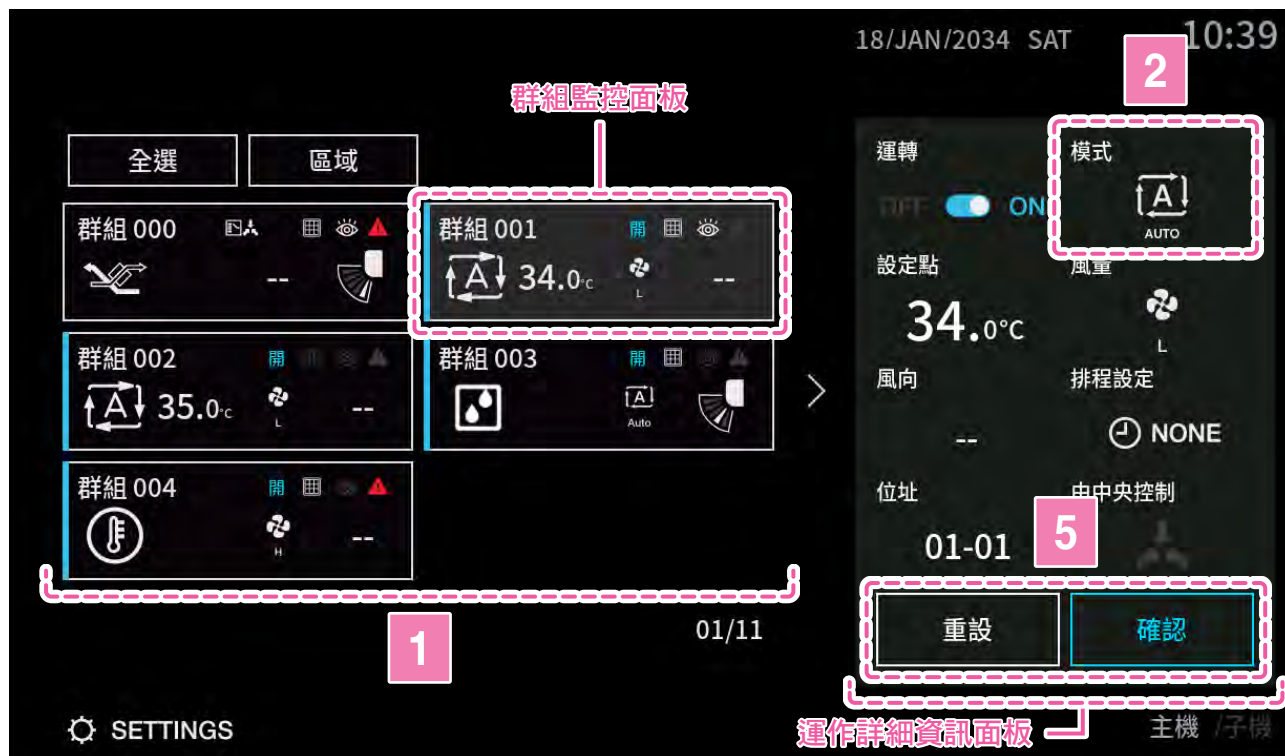 18/JAN/2034 SAT 10:39
2
群組監控面板
全選 區域
運轉 模式
OFF ON A AUTO
群組 000
--
群組 001 開
A 34.0°C L --
設定點 風量
34.0°C L
群組 002 開
A 35.0°C L --
群組 003 開
A Auto
風向 排程設定
-- NONE
群組 004 開
H --
位址 由中央控制
01-01
5
重設 確認
1
01/11
SETTINGS
運作詳細資訊面板
主機 /子機